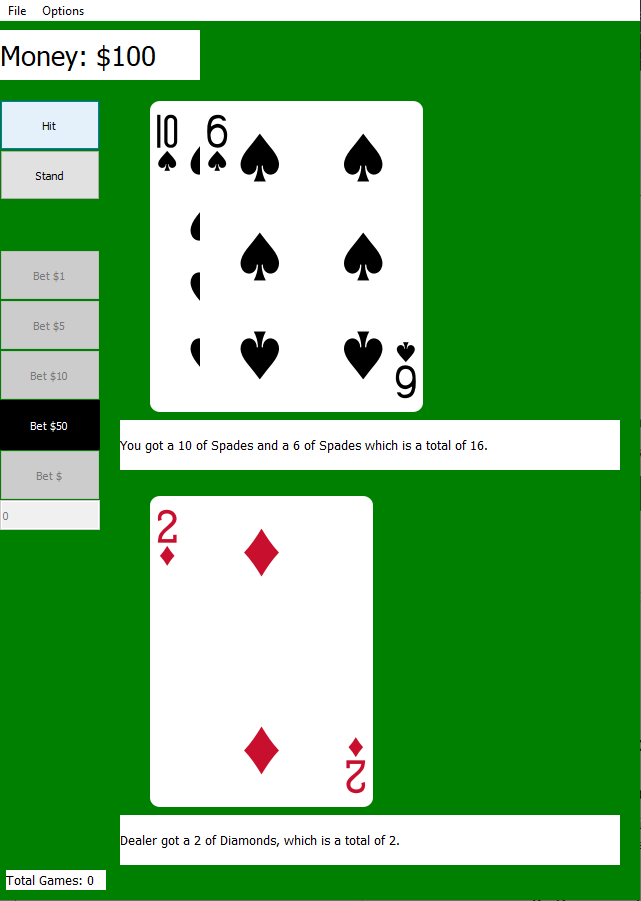 File Options
Money: $100
Hit
Stand
Bet $1
Bet $5
Bet $10
Bet $50
Bet $
0
10 6
6
You got a 10 of Spades and a 6 of Spades which is a total of 16.
2
2
Dealer got a 2 of Diamonds, which is a total of 2.
Total Games: 0